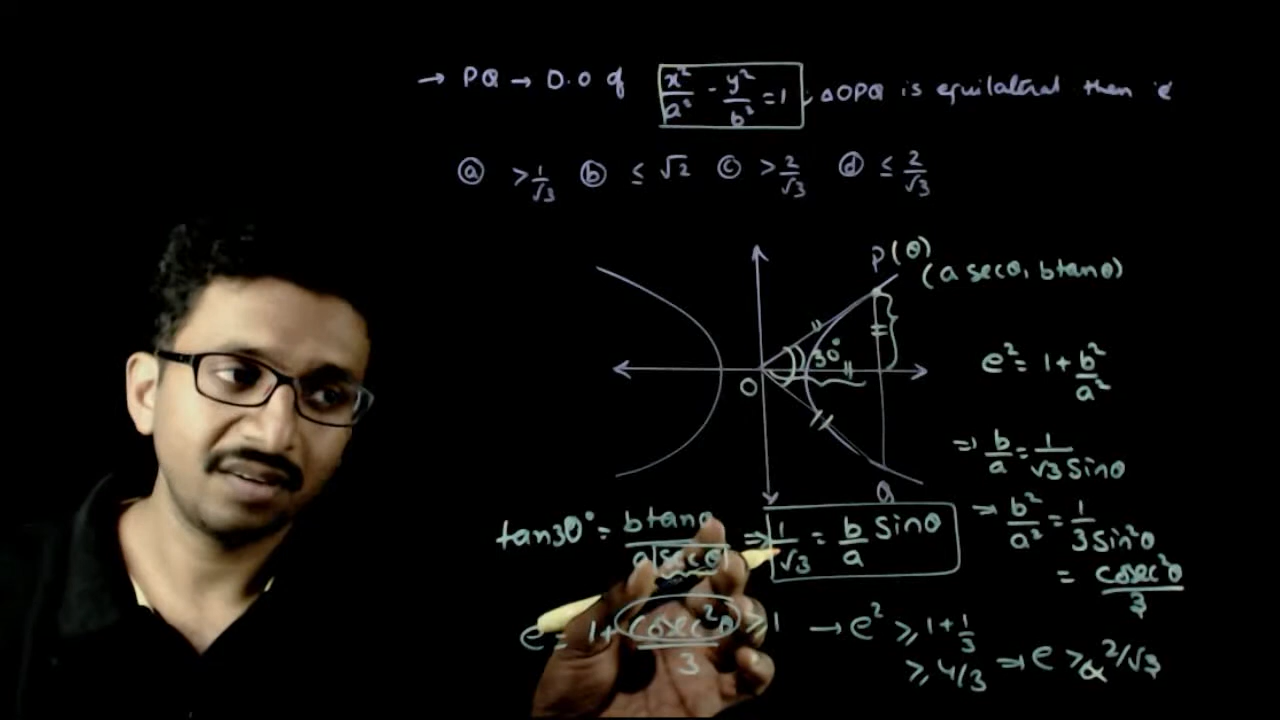 → PQ → D.O of x²/a² - y²/b² = 1, △OPQ is equilateral then e
ⓐ > 1/√3 ⓑ ≤ √2 ⓒ > 2/√3 ⓓ ≤ 2/√3
P(θ)
(a secθ, b tanθ)
30°
O
Q
e² = 1 + b²/a²
⇒ b/a = 1/√3 Sinθ
⇒ b²/a² = 1/3 Sin²θ
= cosec²θ/3
tan30° = b tanθ/a secθ ⇒ 1/√3 = b/a Sinθ
e = 1 + cosec²θ/3 ≥ 1 → e² ≥ 1 + 1/3
≥ 4/3 ⇒ e ≥ 2/√3